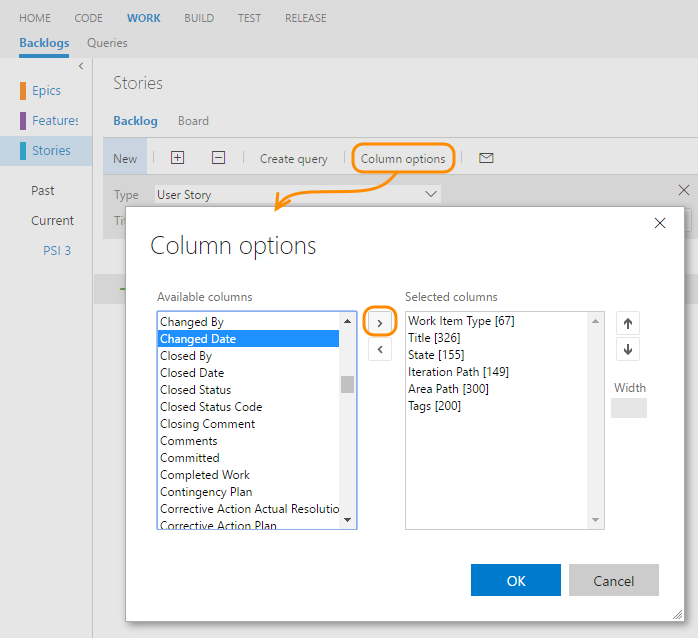 HOME CODE WORK BUILD TEST RELEASE
Backlogs Queries
Epics
Features
Stories
Past
Current
PSI 3
Stories
Backlog Board
New Create query Column options
Type User Story
Column options
Available columns
Changed By
Changed Date
Closed By
Closed Date
Closed Status
Closed Status Code
Closing Comment
Comments
Committed
Completed Work
Contingency Plan
Corrective Action Actual Resolutio
Corrective Action Plan
Selected columns
Work Item Type [67]
Title [326]
State [155]
Iteration Path [149]
Area Path [300]
Tags [200]
Width
OK Cancel